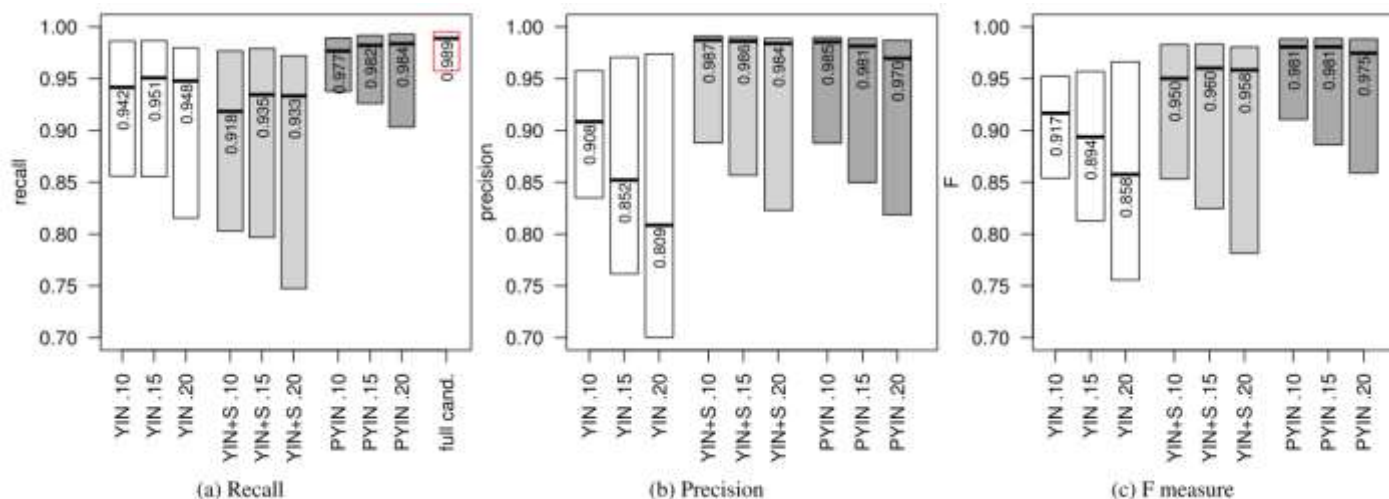 recall
1.00
0.95
0.90
0.85
0.80
0.75
0.70
0.942
0.951
0.948
0.918
0.935
0.933
0.977
0.982
0.984
0.989
YIN .10
YIN .15
YIN .20
YIN+S .10
YIN+S .15
YIN+S .20
PYIN .10
PYIN .15
PYIN .20
full cand.
(a) Recall
precision
1.00
0.95
0.90
0.85
0.80
0.75
0.70
0.908
0.852
0.809
0.987
0.986
0.984
0.985
0.981
0.970
YIN .10
YIN .15
YIN .20
YIN+S .10
YIN+S .15
YIN+S .20
PYIN .10
PYIN .15
PYIN .20
(b) Precision
F
1.00
0.95
0.90
0.85
0.80
0.75
0.70
0.917
0.894
0.858
0.950
0.960
0.958
0.981
0.981
0.975
YIN .10
YIN .15
YIN .20
YIN+S .10
YIN+S .15
YIN+S .20
PYIN .10
PYIN .15
PYIN .20
(c) F measure